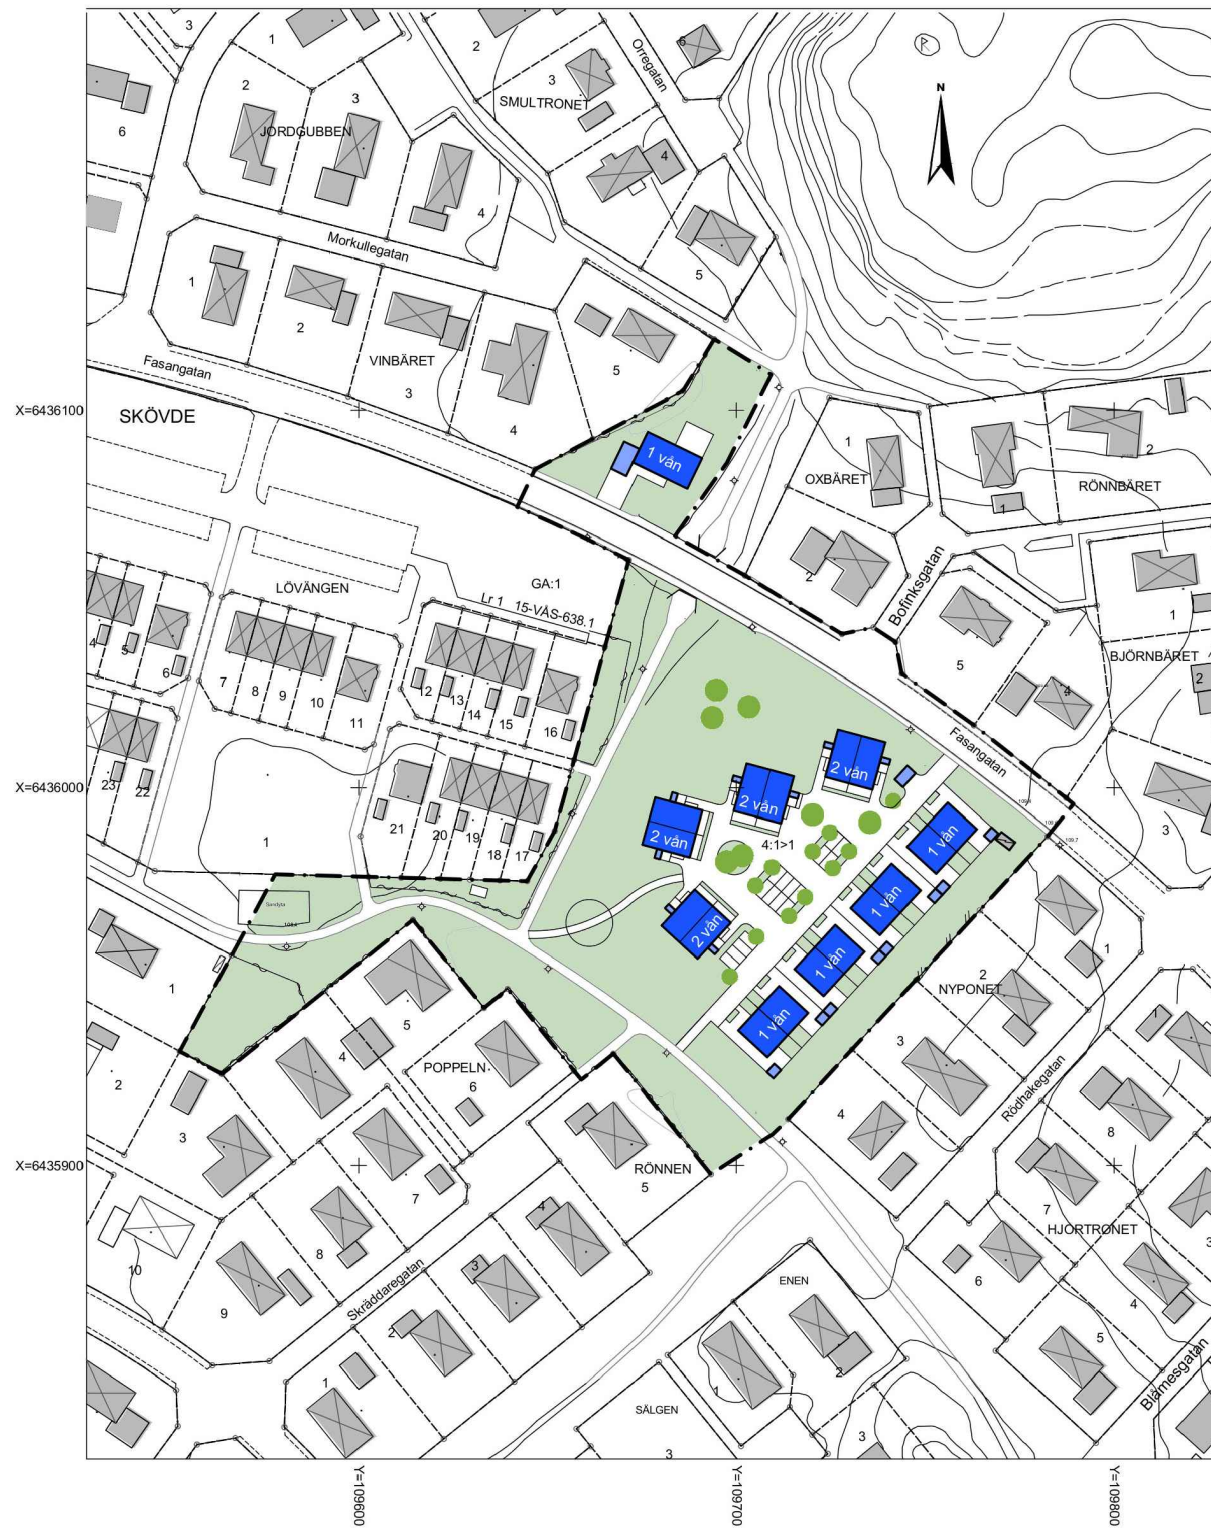 3
1
2
6
2
3
JORDGUBBEN
6
2
3
SMULTRONET
Orregatan
R
N
4
4
Morkullegatan
5
1
2
VINBÄRET
3
4
5
Fasangatan
X=6436100
SKÖVDE
1 vån
1
OXBÄRET
2
2
RÖNNBÄRET
1
Bofinksgatan
LÖVÄNGEN
GA:1
Lr 1 15-VÄS-638.1
4
5
6
7
8
9
10
11
12
13
14
15
16
5
4
1
BJÖRNBÄRET
2
3
Fasangatan
X=6436000
23
22
1
21
20
19
18
17
2 vån
2 vån
2 vån
2 vån
4:1>1
1 vån
1 vån
1 vån
1 vån
109,7
1
2
NYPONET
3
4
Rödhakegatan
1
1
2
3
4
5
POPPELN
6
7
8
9
10
X=6435900
RÖNNEN
5
4
3
2
1
Skräddaregatan
8
7
HJORTRONET
6
3
4
5
Blåmesgatan
ENEN
1
2
SÄLGEN
3
3
Y=109600
Y=109700
Y=109800